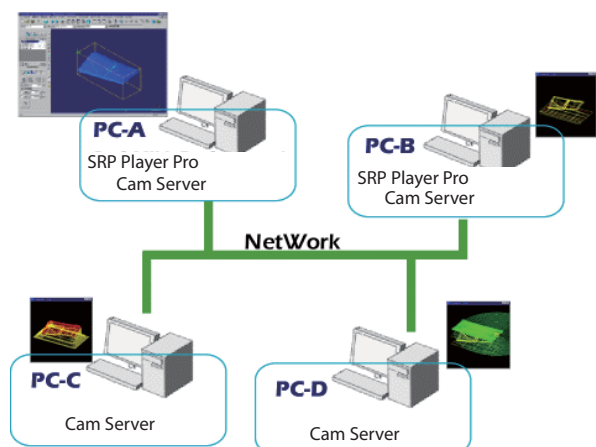 PC-A
SRP Player Pro
Cam Server
PC-B
SRP Player Pro
Cam Server
NetWork
PC-C
Cam Server
PC-D
Cam Server